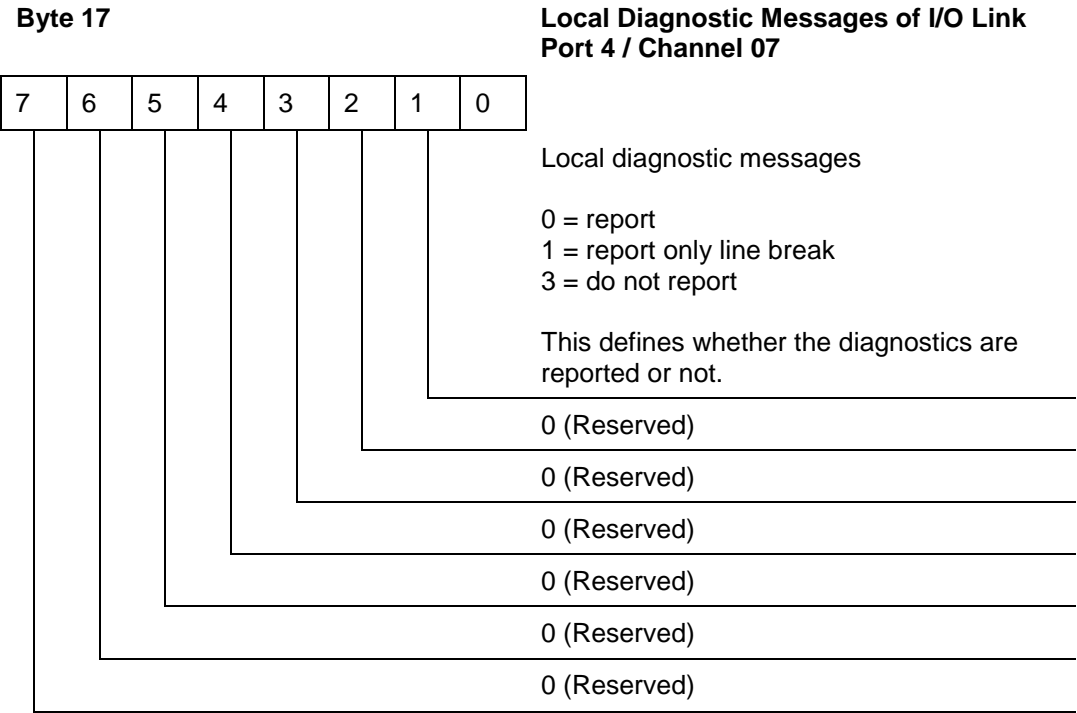 Byte 17
Local Diagnostic Messages of I/O Link
Port 4 / Channel 07
7 6 5 4 3 2 1 0
Local diagnostic messages
0 = report
1 = report only line break
3 = do not report
This defines whether the diagnostics are
reported or not.
0 (Reserved)
0 (Reserved)
0 (Reserved)
0 (Reserved)
0 (Reserved)
0 (Reserved)